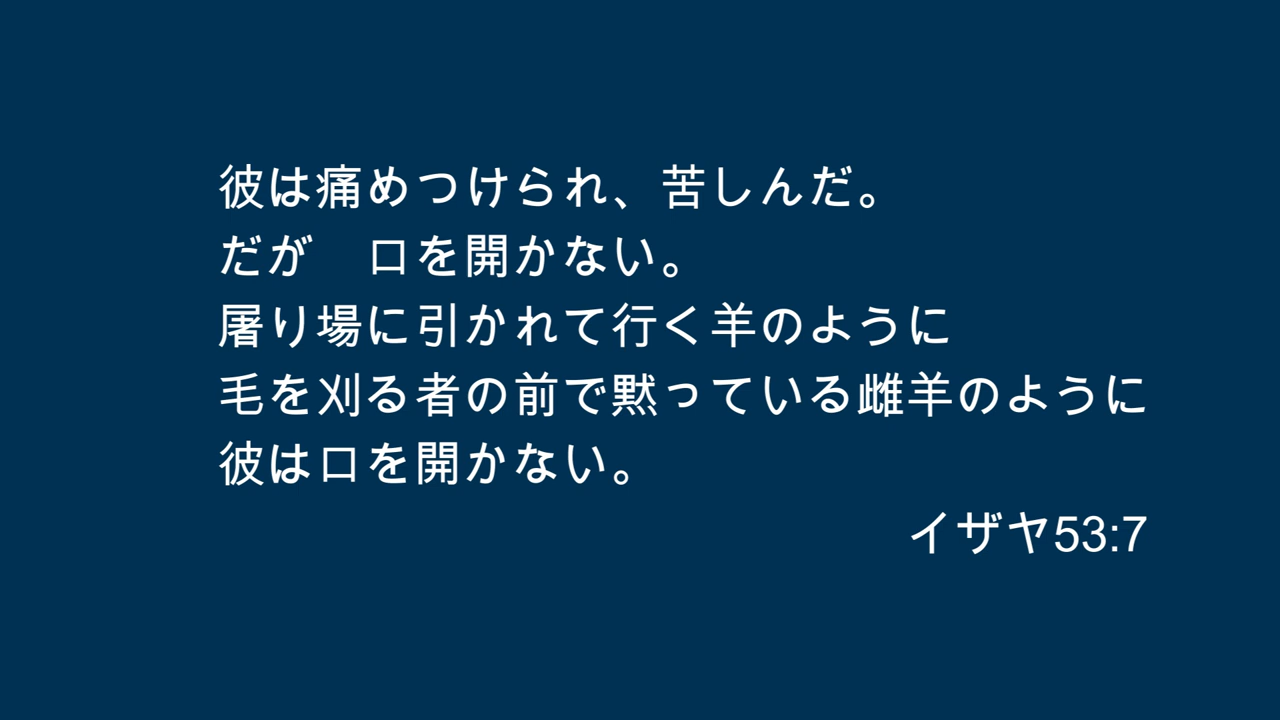 彼は痛めつけられ、苦しんだ。
だが　口を開かない。
屠り場に引かれて行く羊のように
毛を刈る者の前で黙っている雌羊のように
彼は口を開かない。
イザヤ53:7